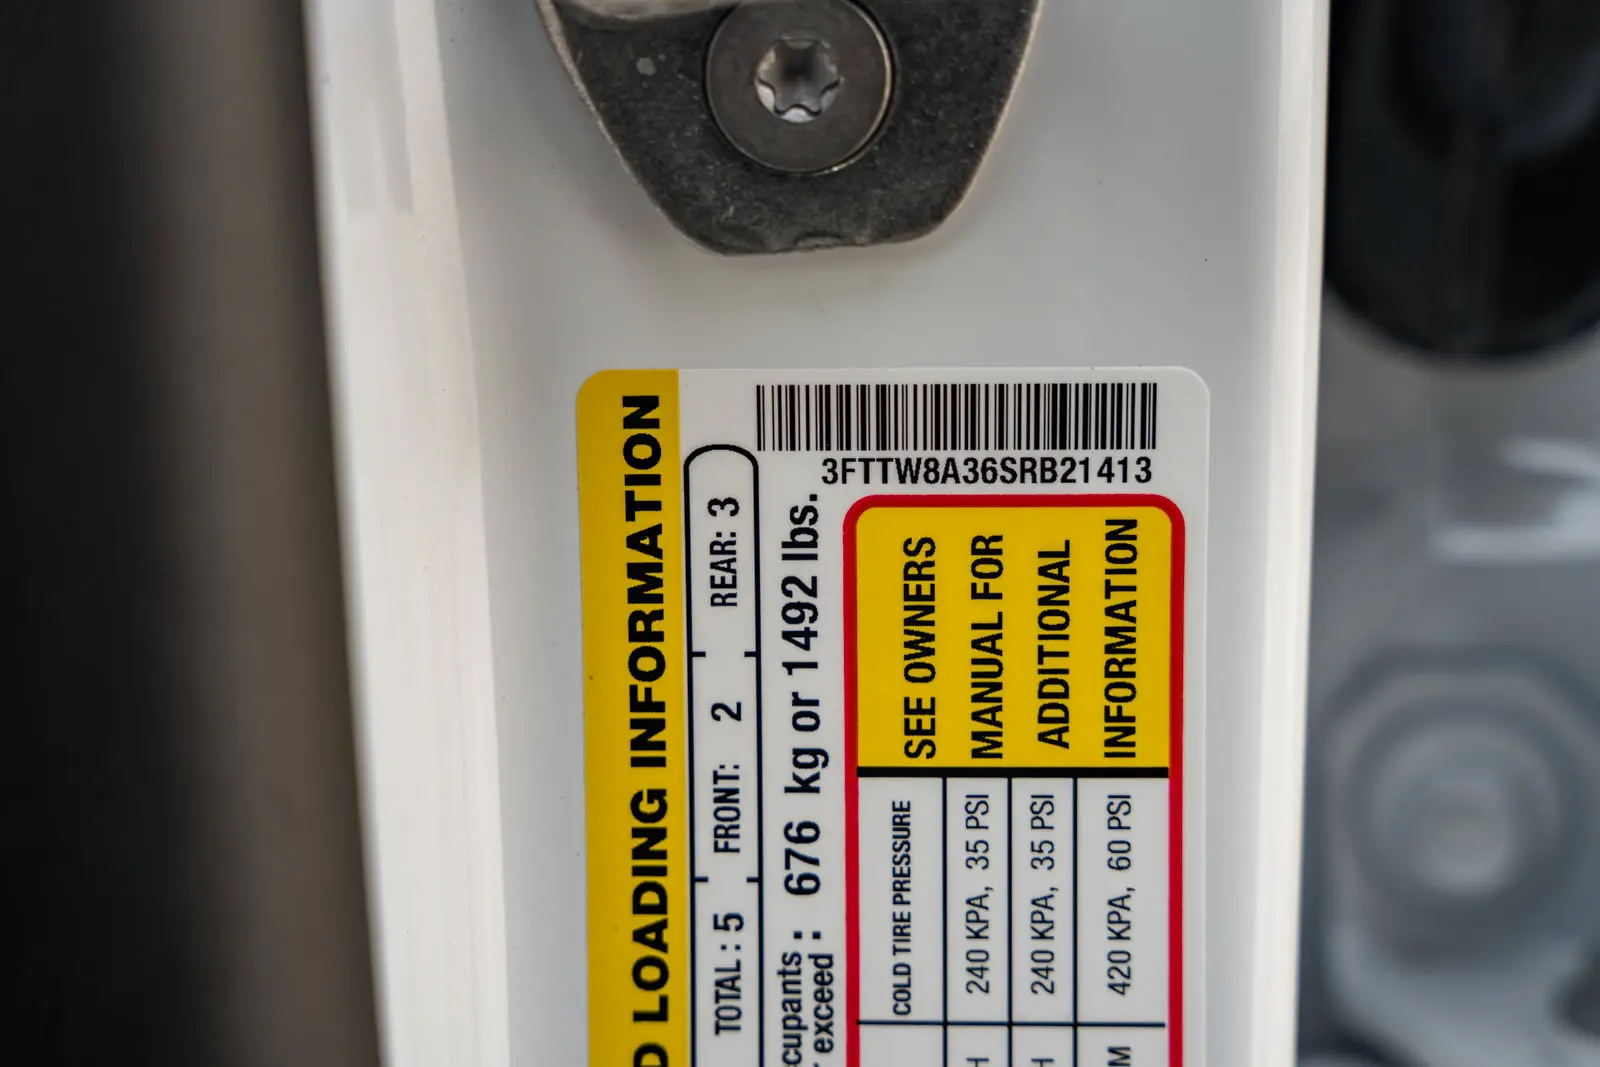 3FTTW8A36SRB21413
LOADING INFORMATION
TOTAL : 5 FRONT: 2 REAR: 3
exceed : 676 kg or 1492 lbs.
SEE OWNERS
MANUAL FOR
ADDITIONAL
INFORMATION
COLD TIRE PRESSURE
240 KPA, 35 PSI
240 KPA, 35 PSI
420 KPA, 60 PSI